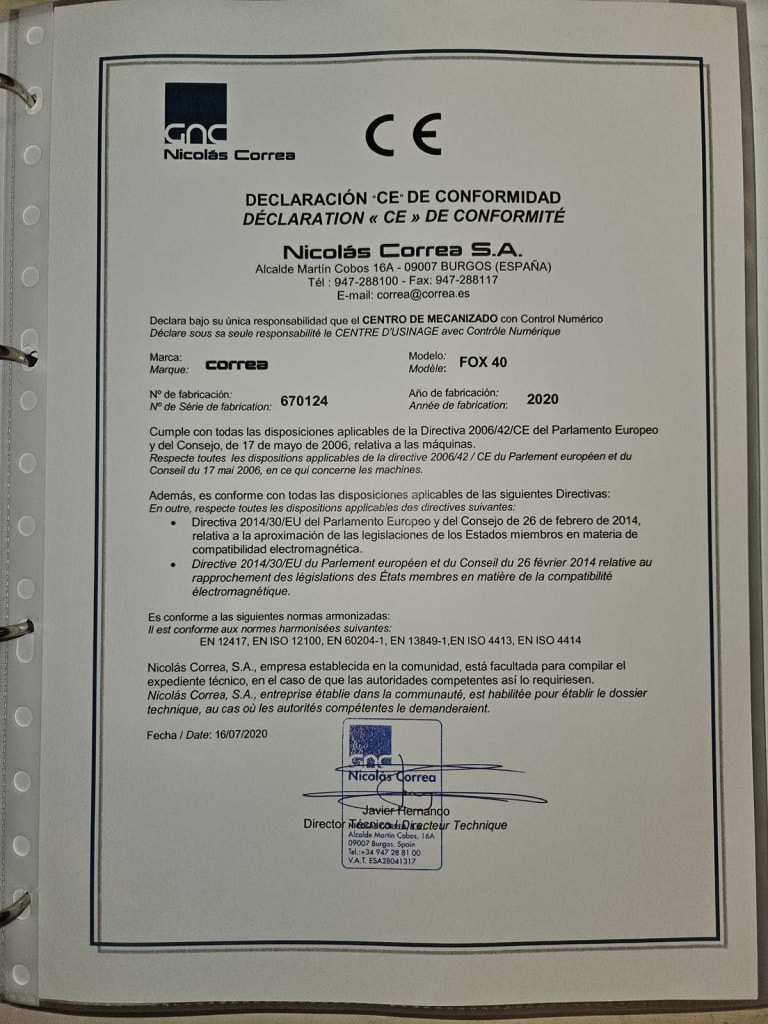 GNC
Nicolás Correa
CE
DECLARACIÓN "CE" DE CONFORMIDAD
DÉCLARATION « CE » DE CONFORMITÉ
Nicolás Correa S.A.
Alcalde Martin Cobos 16A - 09007 BURGOS (ESPAÑA)
Tél : 947-288100 - Fax: 947-288117
E-mail: correa@correa.es
Declara bajo su única responsabilidad que el CENTRO DE MECANIZADO con Control Numérico
Déclare sous sa seule responsabilité le CENTRE D'USINAGE avec Contrôle Numérique
Marca:
Marque: correa
Modelo:
Modèle: FOX 40
Nº de fabricación:
Nº de Série de fabrication: 670124
Año de fabricación:
Année de fabrication: 2020
Cumple con todas las disposiciones aplicables de la Directiva 2006/42/CE del Parlamento Europeo
y del Consejo, de 17 de mayo de 2006, relativa a las máquinas.
Respecte toutes les dispositions applicables de la directive 2006/42 / CE du Parlement européen et du
Conseil du 17 mai 2006, en ce qui concerne les machines.
Además, es conforme con todas las disposiciones aplicables de las siguientes Directivas:
En outre, respecte toutes les dispositions applicables des directives suivantes:
• Directiva 2014/30/EU del Parlamento Europeo y del Consejo de 26 de febrero de 2014,
relativa a la aproximación de las legislaciones de los Estados miembros en materia de
compatibilidad electromagnética.
• Directive 2014/30/EU du Parlement européen et du Conseil du 26 février 2014 relative au
rapprochement des législations des États membres en matière de la compatibilité
électromagnétique.
Es conforme a las siguientes normas armonizadas:
Il est conforme aux normes harmonisées suivantes:
EN 12417, EN ISO 12100, EN 60204-1, EN 13849-1,EN ISO 4413, EN ISO 4414
Nicolás Correa, S.A., empresa establecida en la comunidad, está facultada para compilar el
expediente técnico, en el caso de que las autoridades competentes así lo requiriesen.
Nicolás Correa, S.A., entreprise établie dans la communauté, est habilitée pour établir le dossier
technique, au cas où les autorités compétentes le demanderaient.
Fecha / Date: 16/07/2020
GNC
Nicolás Correa
Javier Hernando
Director Técnico / Directeur Technique
Alcalde Martín Cobos, 16A
09007 Burgos. Spain
Tel.:+34 947 28 81 00
V.A.T. ESA28041317